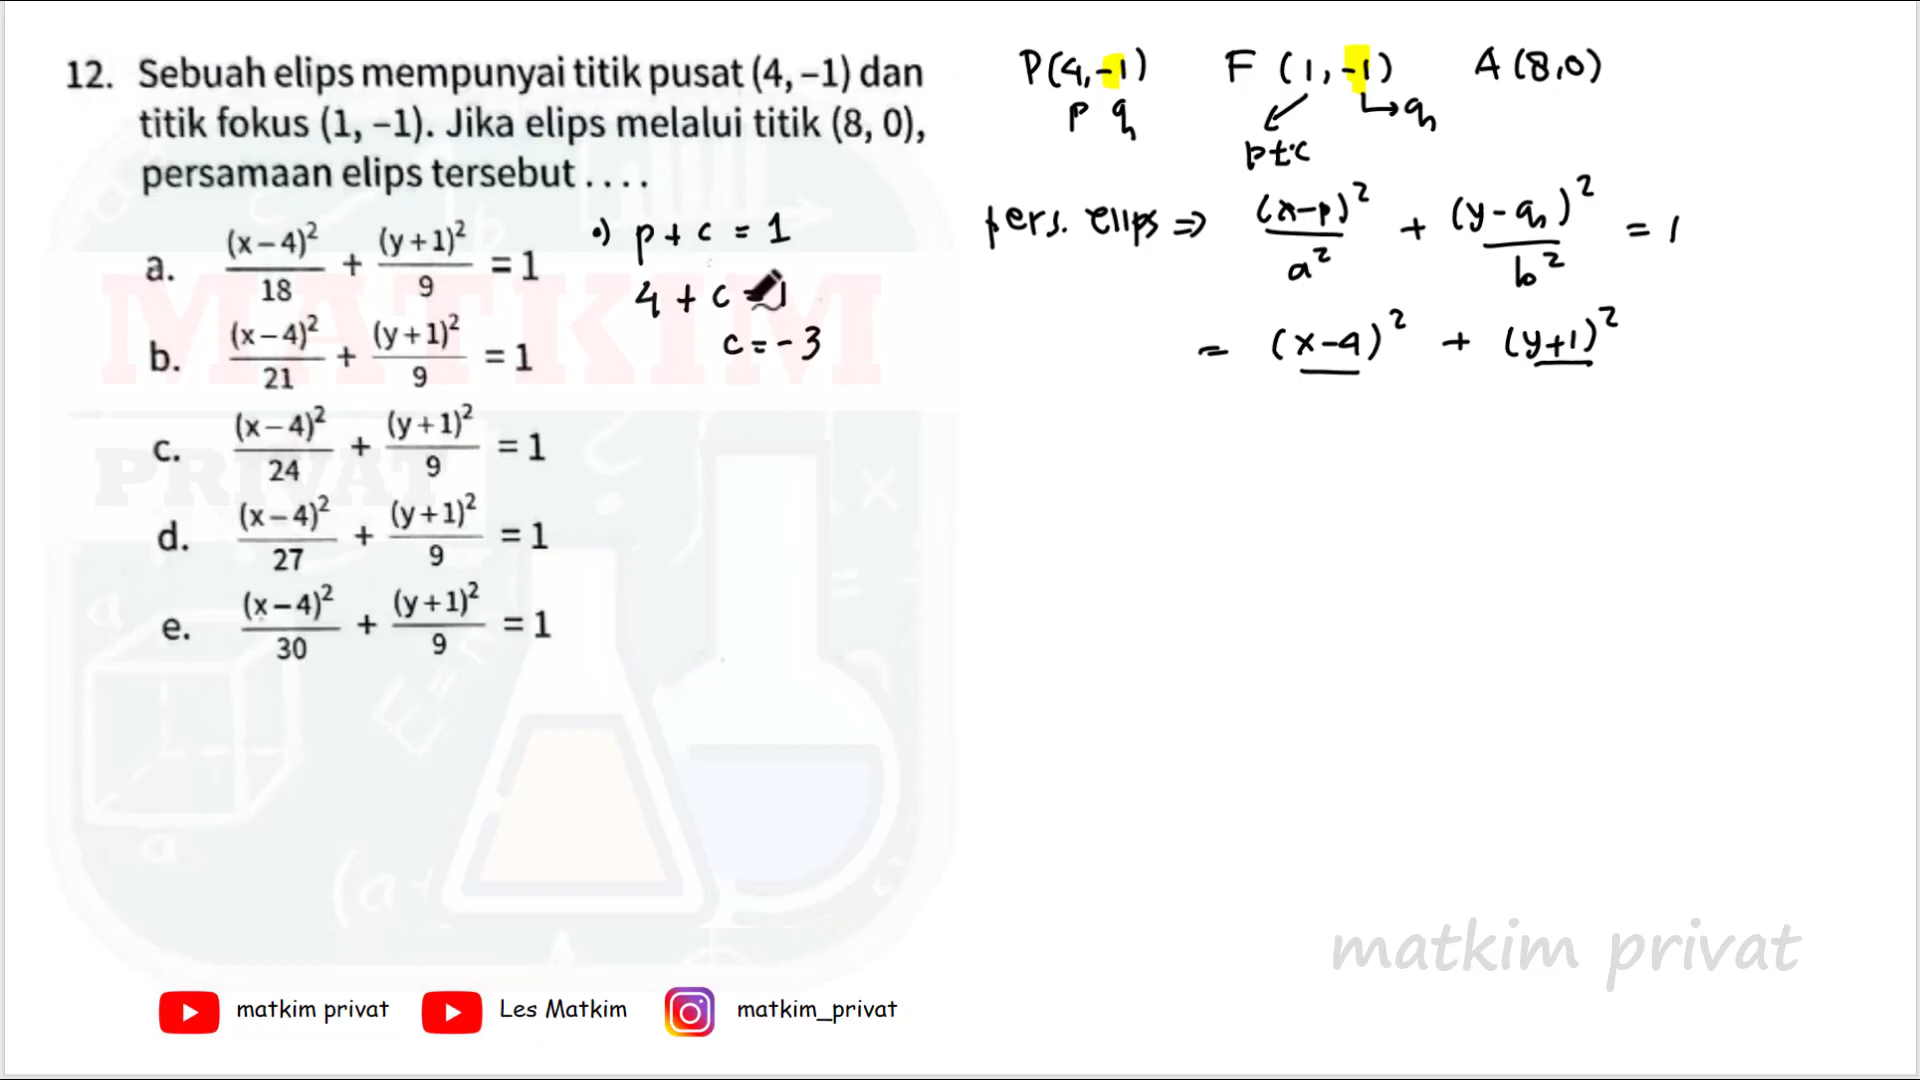 12. Sebuah elips mempunyai titik pusat (4, –1) dan
titik fokus (1, –1). Jika elips melalui titik (8, 0),
persamaan elips tersebut . . . .
a. (x – 4)²/18 + (y + 1)²/9 = 1
b. (x – 4)²/21 + (y + 1)²/9 = 1
c. (x – 4)²/24 + (y + 1)²/9 = 1
d. (x – 4)²/27 + (y + 1)²/9 = 1
e. (x – 4)²/30 + (y + 1)²/9 = 1
•) p + c = 1
4 + c = 1
c = -3
P(4, -1) F (1, -1) A (8,0)
p q p±c q
pers. elips ⇒ (x-p)²/a² + (y-q)²/b² = 1
= (x-4)² + (y+1)²
MATKIM
PRIVAT
matkim privat
matkim privat Les Matkim matkim_privat